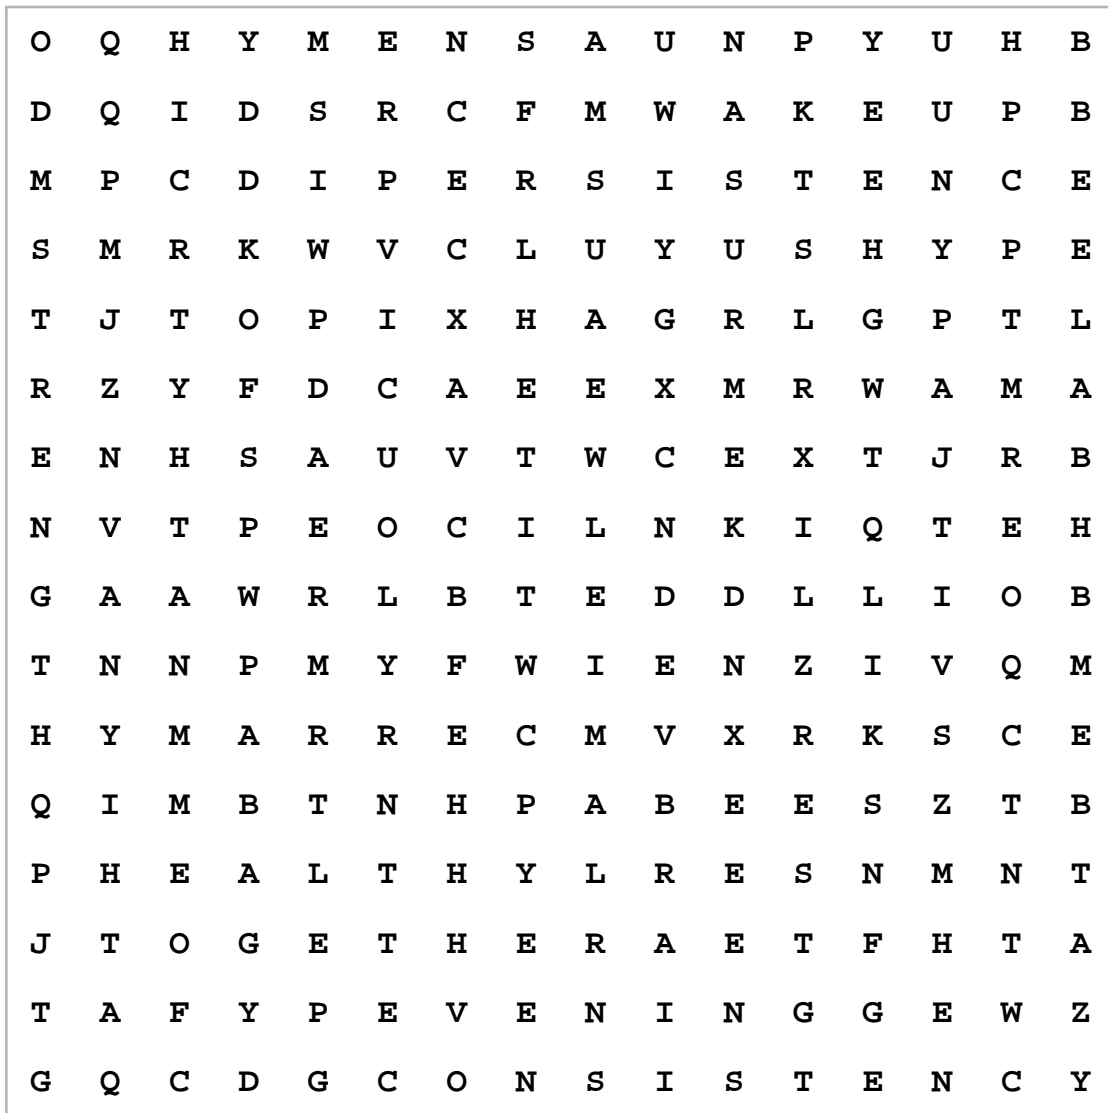 O Q H Y M E N S A U N P Y U H B
D Q I D S R C F M W A K E U P B
M P C D I P E R S I S T E N C E
S M R K W V C L U Y U S H Y P E
T J T O P I X H A G R L G P T L
R Z Y F D C A E E X M R W A M A
E N H S A U V T W C E X T J R B
N V T P E O C I L N K I Q T E H
G A A W R L B T E D D L L I O B
T N N P M Y F W I E N Z I V Q M
H Y M A R R E C M V X R K S C E
Q I M B T N H P A B E E S Z T B
P H E A L T H Y L R E S N M N T
J T O G E T H E R A E T F H T A
T A F Y P E V E N I N G G E W Z
G Q C D G C O N S I S T E N C Y